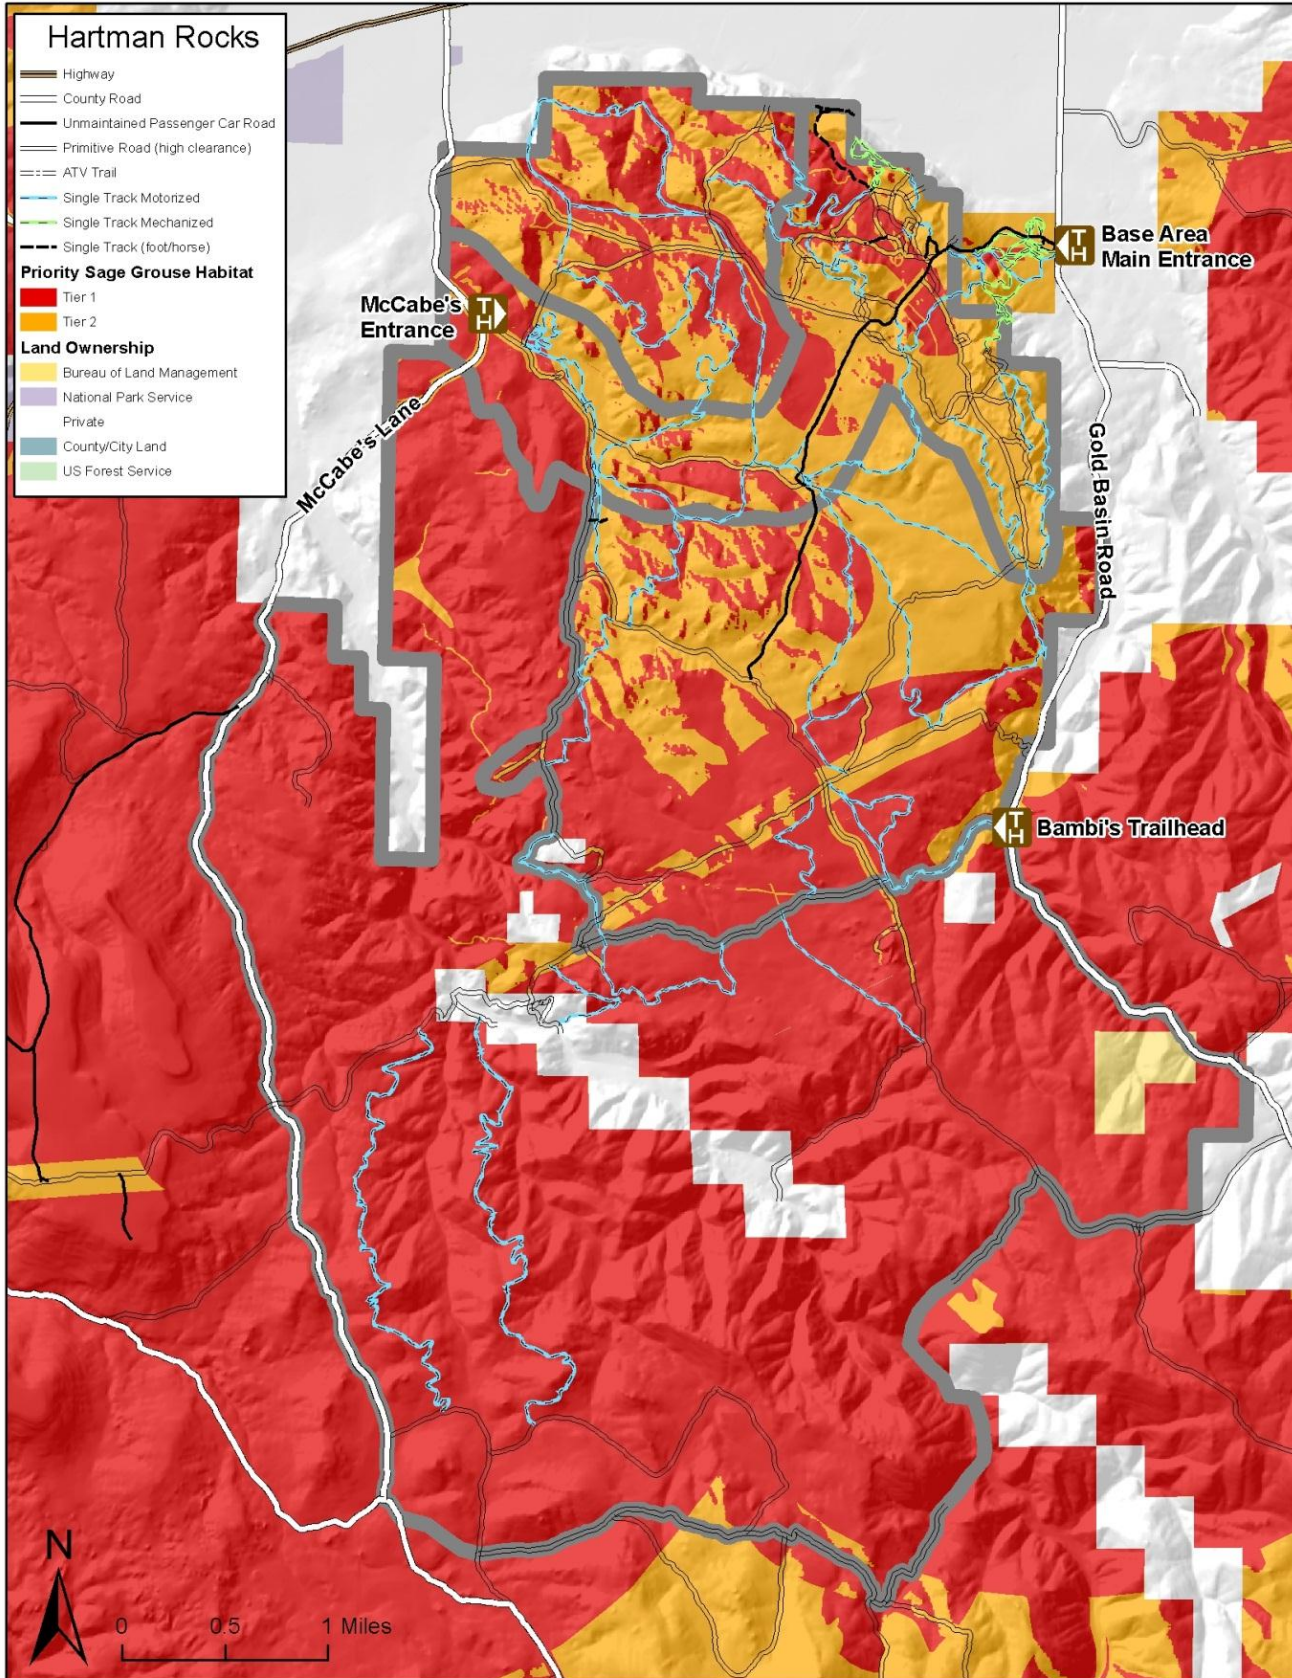 Hartman Rocks
Highway
County Road
Unmaintained Passenger Car Road
Primitive Road (high clearance)
ATV Trail
Single Track Motorized
Single Track Mechanized
Single Track (foot/horse)
Priority Sage Grouse Habitat
Tier 1
Tier 2
Land Ownership
Bureau of Land Management
National Park Service
Private
County/City Land
US Forest Service
TH
Base Area
Main Entrance
McCabe's
Entrance
TH
McCabe's Lane
Gold Basin Road
TH
Bambi's Trailhead
N
0 0.5 1 Miles